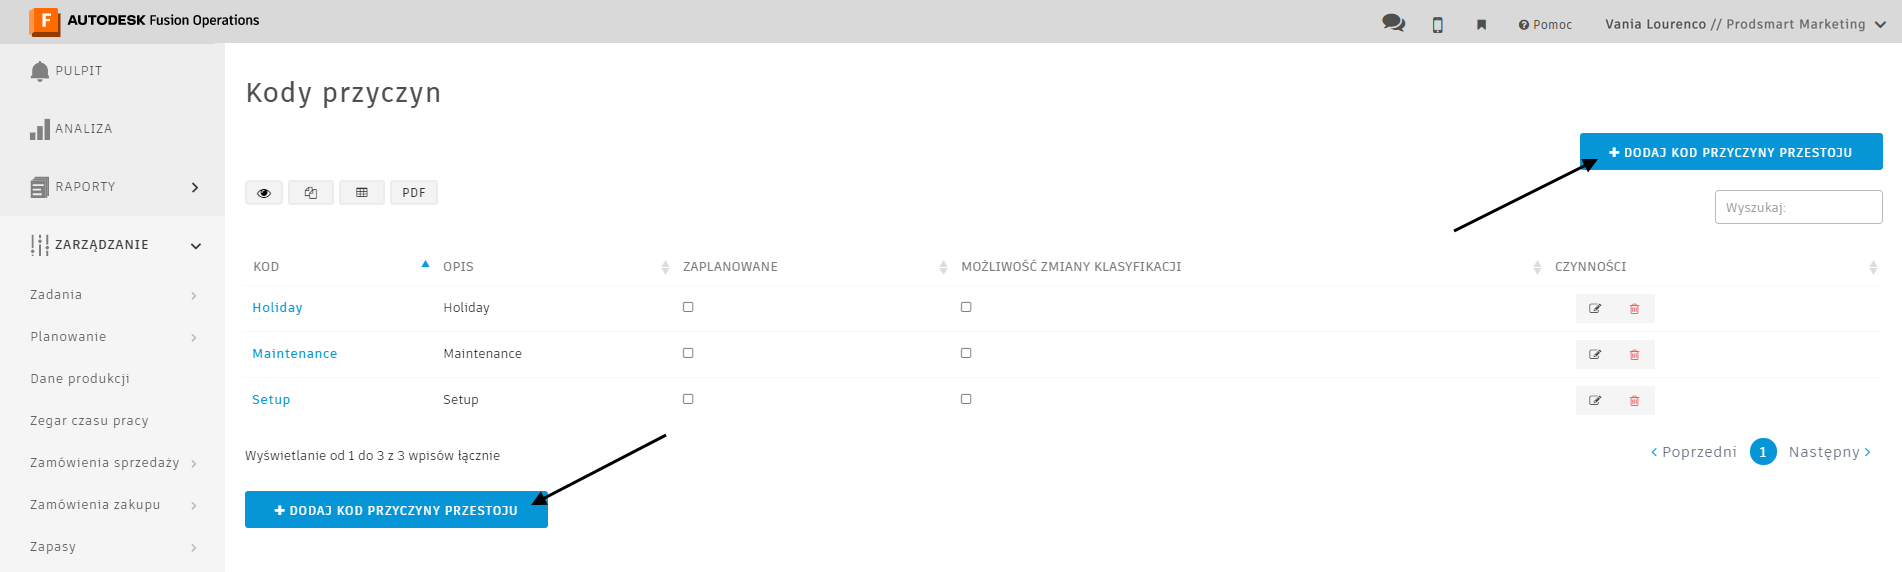 F AUTODESK Fusion Operations
Pomoc
Vania Lourenco // Prodsmart Marketing
PULPIT
ANALIZA
RAPORTY
ZARZĄDZANIE
Zadania
Planowanie
Dane produkcji
Zegar czasu pracy
Zamówienia sprzedaży
Zamówienia zakupu
Zapasy
Kody przyczyn
DODAJ KOD PRZYCZYNY PRZESTOJU
PDF
Wyszukaj:
KOD OPIS ZAPLANOWANE MOŻLIWOŚĆ ZMIANY KLASYFIKACJI CZYNNOŚCI
Holiday Holiday
Maintenance Maintenance
Setup Setup
Wyświetlanie od 1 do 3 z 3 wpisów łącznie
Poprzedni 1 Następny
DODAJ KOD PRZYCZYNY PRZESTOJU